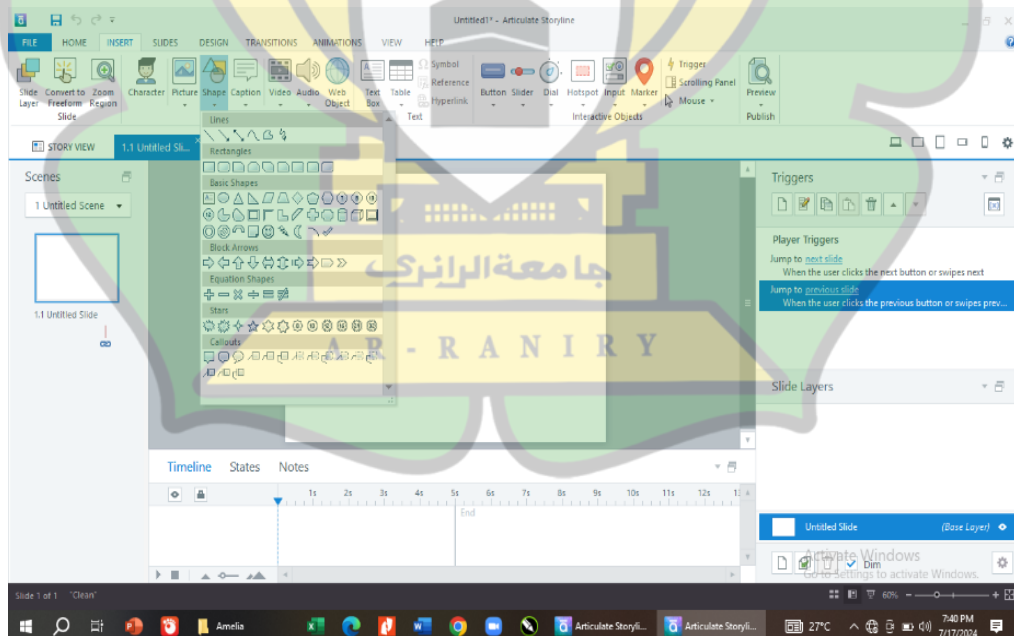 Untitled1* - Articulate Storyline
FILE HOME INSERT SLIDES DESIGN TRANSITIONS ANIMATIONS VIEW HELP
Slide Layer
Convert to Freeform
Zoom Region
Character
Picture
Shape
Caption
Video
Audio
Web Object
Text Box
Table
Symbol
Reference
Hyperlink
Button
Slider
Dial
Hotspot
Input
Marker
Trigger
Scrolling Panel
Mouse
Preview
Slide
Text
Interactive Objects
Publish
STORY VIEW
1.1 Untitled Sli...
Lines
Rectangles
Basic Shapes
Block Arrows
Equation Shapes
Stars
Callouts
Scenes
1 Untitled Scene
1.1 Untitled Slide
جامعة الرانري
AR - RANIRY
Triggers
Player Triggers
Jump to next slide
When the user clicks the next button or swipes next
Jump to previous slide
When the user clicks the previous button or swipes prev...
Slide Layers
Timeline States Notes
1s 2s 3s 4s 5s 6s 7s 8s 9s 10s 11s 12s
End
Untitled Slide (Base Layer)
Dim
Activate Windows
Go to Settings to activate Windows.
Slide 1 of 1 "Clean"
60%
Amelia
Articulate Storyli...
Articulate Storyli...
27°C
7:40 PM
7/17/2024